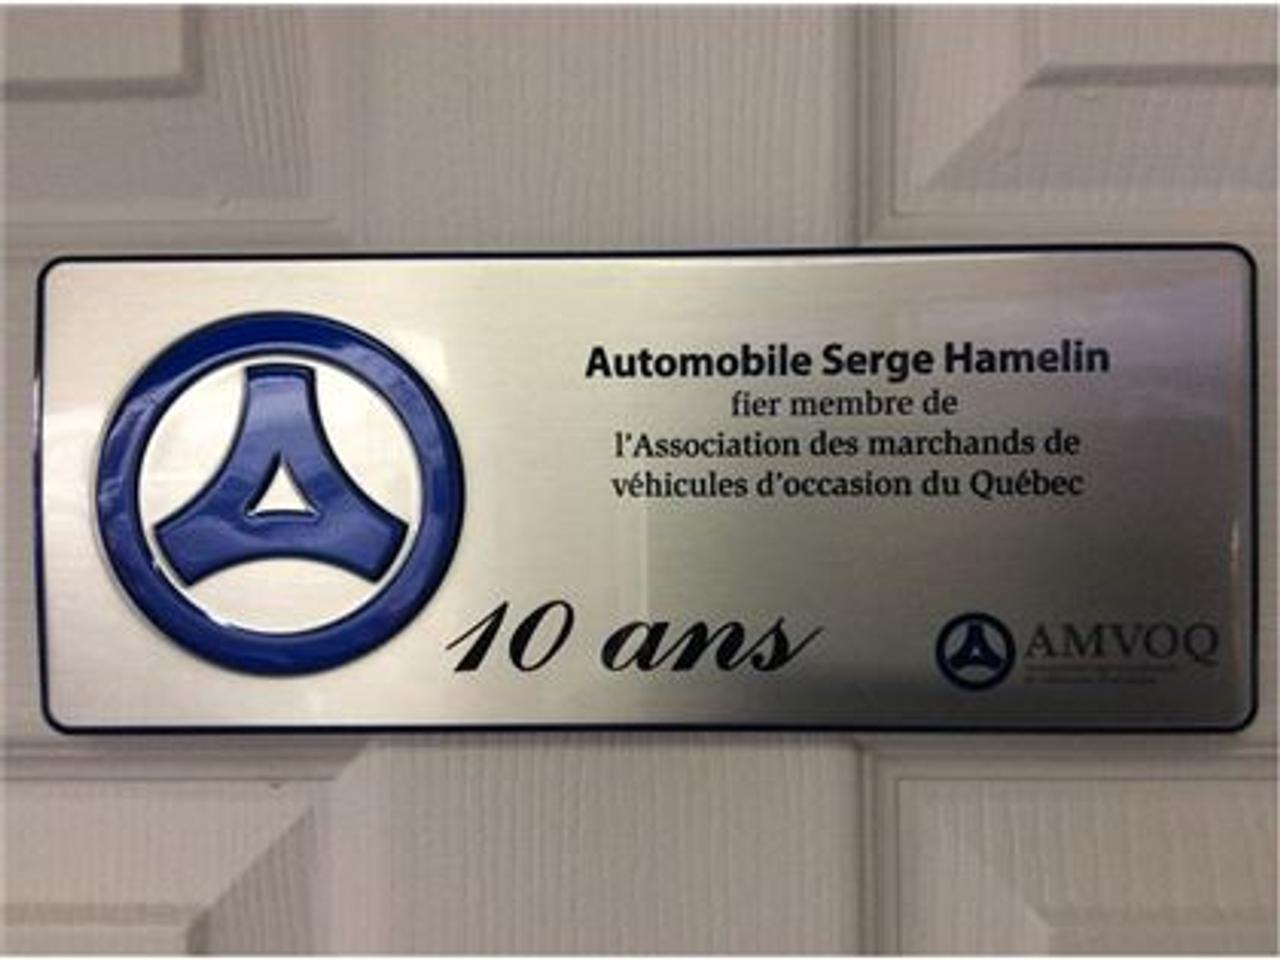 Automobile Serge Hamelin
fier membre de
l'Association des marchands de
véhicules d'occasion du Québec
10 ans
AMVOQ